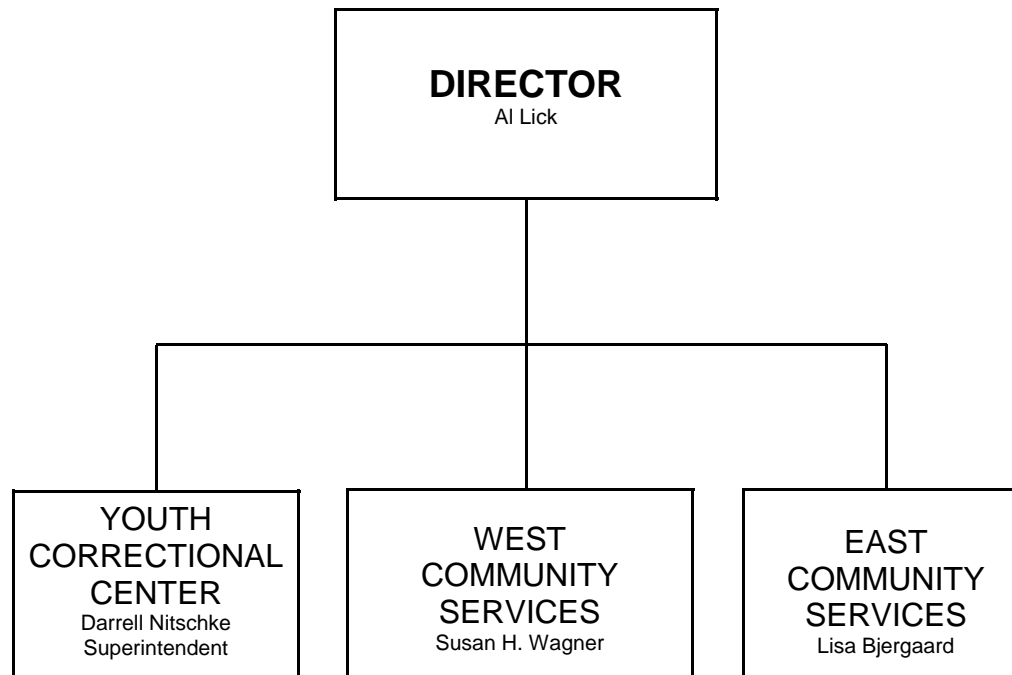 DIRECTOR
Al Lick
YOUTH
CORRECTIONAL
CENTER
Darrell Nitschke
Superintendent
WEST
COMMUNITY
SERVICES
Susan H. Wagner
EAST
COMMUNITY
SERVICES
Lisa Bjergaard